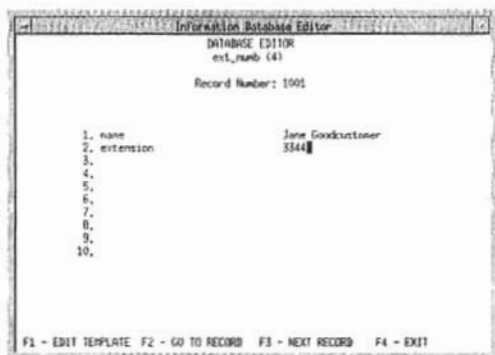 Information Database Editor
DATABASE EDITOR
ext_numb (4)
Record Number: 1001
1. name Jane Goodcustomer
2. extension 3344
3.
4.
5.
6.
7.
8.
9.
10.
F1 - EDIT TEMPLATE F2 - GO TO RECORD F3 - NEXT RECORD F4 - EXIT